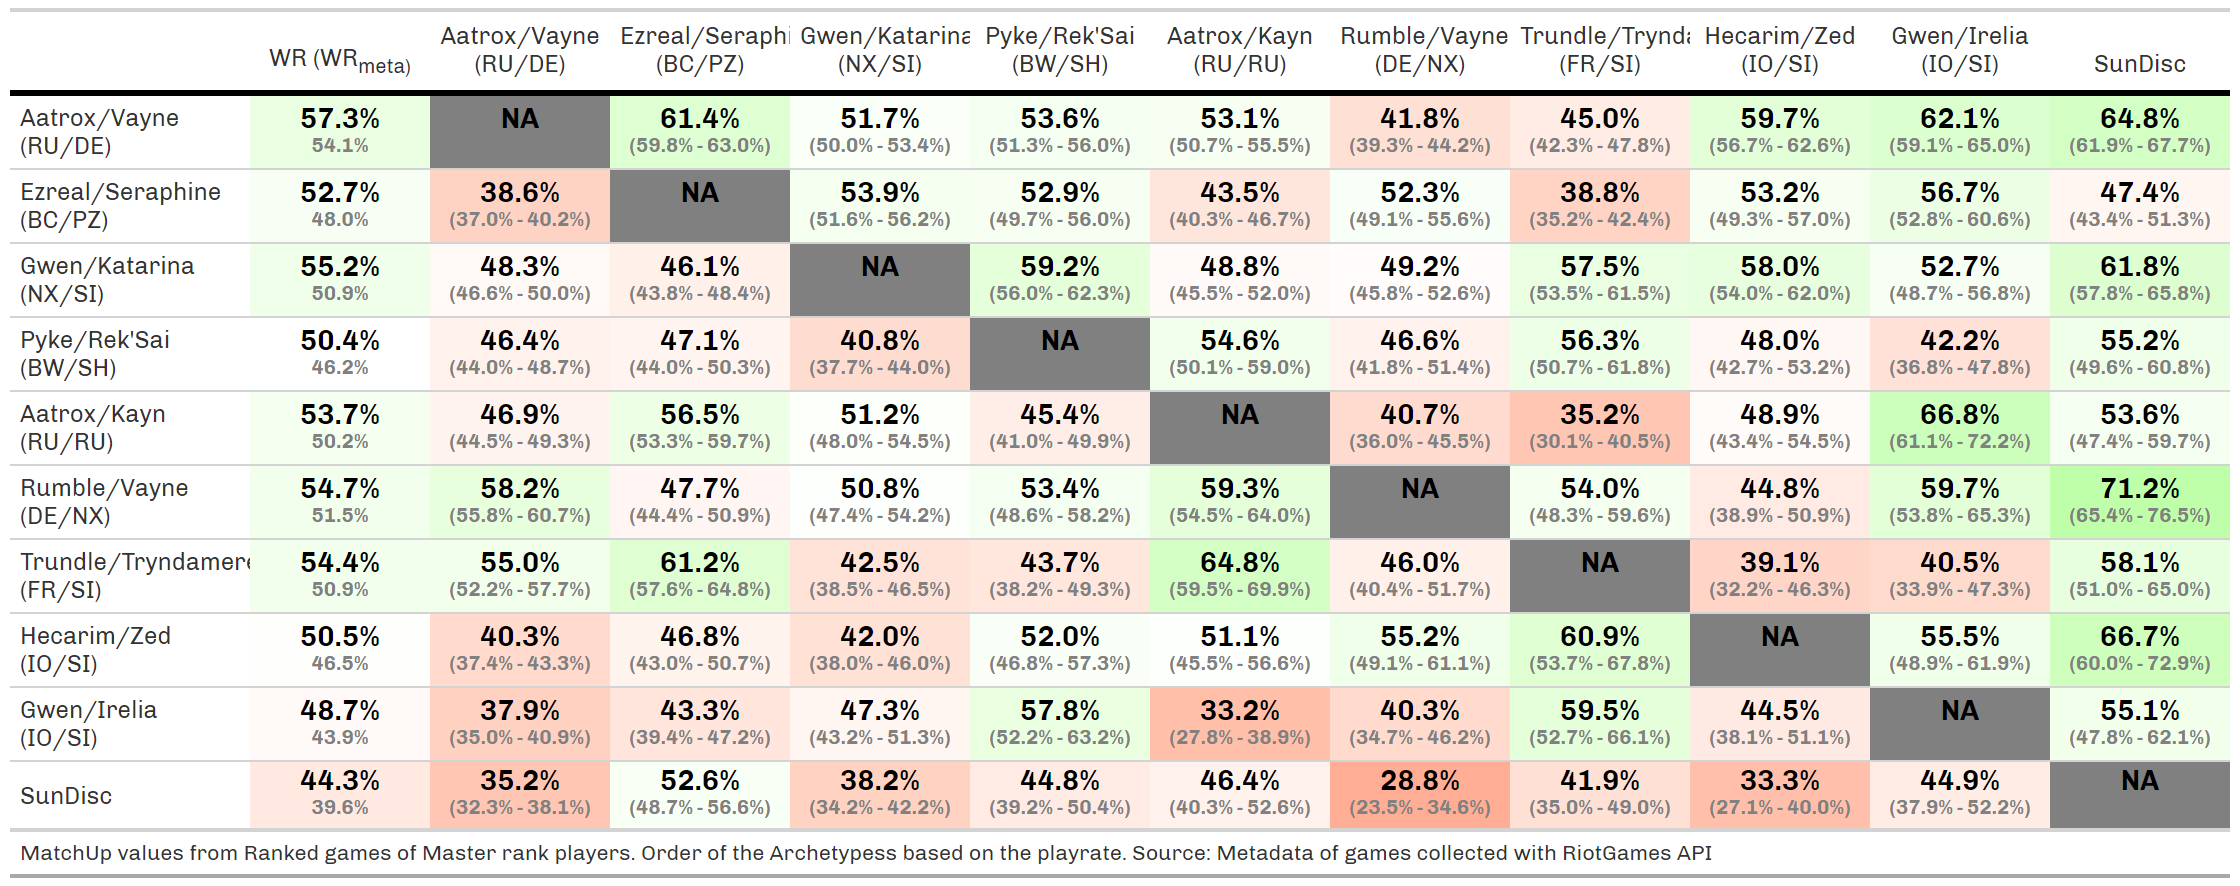 WR (WRmeta) Aatrox/Vayne (RU/DE) Ezreal/Seraphi (BC/PZ) Gwen/Katarina (NX/SI) Pyke/Rek'Sai (BW/SH) Aatrox/Kayn (RU/RU) Rumble/Vayne (DE/NX) Trundle/Trynda (FR/SI) Hecarim/Zed (IO/SI) Gwen/Irelia (IO/SI) SunDisc
Aatrox/Vayne 57.3% NA 61.4% 51.7% 53.6% 53.1% 41.8% 45.0% 59.7% 62.1% 64.8%
(RU/DE) 54.1% (59.8% - 63.0%) (50.0% - 53.4%) (51.3% - 56.0%) (50.7% - 55.5%) (39.3% - 44.2%) (42.3% - 47.8%) (56.7% - 62.6%) (59.1% - 65.0%) (61.9% - 67.7%)
Ezreal/Seraphine 52.7% 38.6% NA 53.9% 52.9% 43.5% 52.3% 38.8% 53.2% 56.7% 47.4%
(BC/PZ) 48.0% (37.0% - 40.2%) (51.6% - 56.2%) (49.7% - 56.0%) (40.3% - 46.7%) (49.1% - 55.6%) (35.2% - 42.4%) (49.3% - 57.0%) (52.8% - 60.6%) (43.4% - 51.3%)
Gwen/Katarina 55.2% 48.3% 46.1% NA 59.2% 48.8% 49.2% 57.5% 58.0% 52.7% 61.8%
(NX/SI) 50.9% (46.6% - 50.0%) (43.8% - 48.4%) (56.0% - 62.3%) (45.5% - 52.0%) (45.8% - 52.6%) (53.5% - 61.5%) (54.0% - 62.0%) (48.7% - 56.8%) (57.8% - 65.8%)
Pyke/Rek'Sai 50.4% 46.4% 47.1% 40.8% NA 54.6% 46.6% 56.3% 48.0% 42.2% 55.2%
(BW/SH) 46.2% (44.0% - 48.7%) (44.0% - 50.3%) (37.7% - 44.0%) (50.1% - 59.0%) (41.8% - 51.4%) (50.7% - 61.8%) (42.7% - 53.2%) (36.8% - 47.8%) (49.6% - 60.8%)
Aatrox/Kayn 53.7% 46.9% 56.5% 51.2% 45.4% NA 40.7% 35.2% 48.9% 66.8% 53.6%
(RU/RU) 50.2% (44.5% - 49.3%) (53.3% - 59.7%) (48.0% - 54.5%) (41.0% - 49.9%) (36.0% - 45.5%) (30.1% - 40.5%) (43.4% - 54.5%) (61.1% - 72.2%) (47.4% - 59.7%)
Rumble/Vayne 54.7% 58.2% 47.7% 50.8% 53.4% 59.3% NA 54.0% 44.8% 59.7% 71.2%
(DE/NX) 51.5% (55.8% - 60.7%) (44.4% - 50.9%) (47.4% - 54.2%) (48.6% - 58.2%) (54.5% - 64.0%) (48.3% - 59.6%) (38.9% - 50.9%) (53.8% - 65.3%) (65.4% - 76.5%)
Trundle/Tryndamere 54.4% 55.0% 61.2% 42.5% 43.7% 64.8% 46.0% NA 39.1% 40.5% 58.1%
(FR/SI) 50.9% (52.2% - 57.7%) (57.6% - 64.8%) (38.5% - 46.5%) (38.2% - 49.3%) (59.5% - 69.9%) (40.4% - 51.7%) (32.2% - 46.3%) (33.9% - 47.3%) (51.0% - 65.0%)
Hecarim/Zed 50.5% 40.3% 46.8% 42.0% 52.0% 51.1% 55.2% 60.9% NA 55.5% 66.7%
(IO/SI) 46.5% (37.4% - 43.3%) (43.0% - 50.7%) (38.0% - 46.0%) (46.8% - 57.3%) (45.5% - 56.6%) (49.1% - 61.1%) (53.7% - 67.8%) (48.9% - 61.9%) (60.0% - 72.9%)
Gwen/Irelia 48.7% 37.9% 43.3% 47.3% 57.8% 33.2% 40.3% 59.5% 44.5% NA 55.1%
(IO/SI) 43.9% (35.0% - 40.9%) (39.4% - 47.2%) (43.2% - 51.3%) (52.2% - 63.2%) (27.8% - 38.9%) (34.7% - 46.2%) (52.7% - 66.1%) (38.1% - 51.1%) (47.8% - 62.1%)
SunDisc 44.3% 35.2% 52.6% 38.2% 44.8% 46.4% 28.8% 41.9% 33.3% 44.9% NA
39.6% (32.3% - 38.1%) (48.7% - 56.6%) (34.2% - 42.2%) (39.2% - 50.4%) (40.3% - 52.6%) (23.5% - 34.6%) (35.0% - 49.0%) (27.1% - 40.0%) (37.9% - 52.2%)
MatchUp values from Ranked games of Master rank players. Order of the Archetypess based on the playrate. Source: Metadata of games collected with RiotGames API